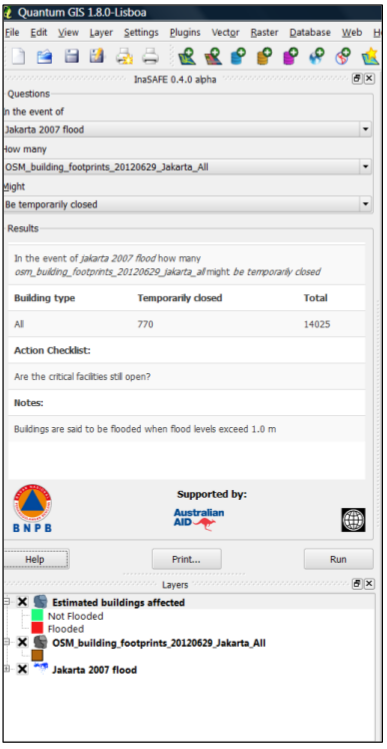 Quantum GIS 1.8.0-Lisboa
File Edit View Layer Settings Plugins Vector Raster Database Web
InaSAFE 0.4.0 alpha
Questions
In the event of
Jakarta 2007 flood
How many
OSM_building_footprints_20120629_Jakarta_All
Might
Be temporarily closed
Results
In the event of jakarta 2007 flood how many
osm_building_footprints_20120629_jakarta_all might be temporarily closed
Building type Temporarily closed Total
All 770 14025
Action Checklist:
Are the critical facilities still open?
Notes:
Buildings are said to be flooded when flood levels exceed 1.0 m
Supported by:
BNPB
Australian
AID
Help Print... Run
Layers
Estimated buildings affected
Not Flooded
Flooded
OSM_building_footprints_20120629_Jakarta_All
Jakarta 2007 flood